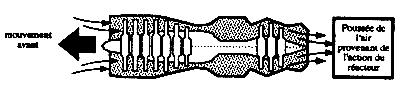 mouvement
avant
Poussée de
l'air
provenant de
l'action du
réacteur